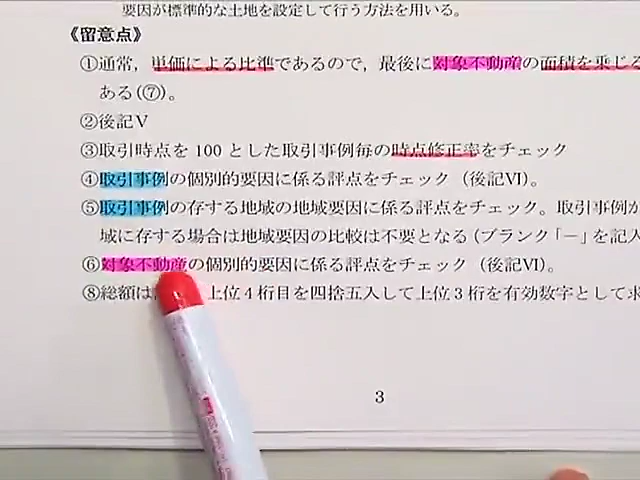 要因が標準的な土地を設定して行う方法を用いる。
《留意点》
①通常，単価による比準であるので，最後に対象不動産の面積を乗じる
ある(⑦)。
②後記Ⅴ
③取引時点を100とした取引事例毎の時点修正率をチェック
④取引事例の個別的要因に係る評点をチェック（後記Ⅵ）。
⑤取引事例の存する地域の地域要因に係る評点をチェック。取引事例が
域に存する場合は地域要因の比較は不要となる（ブランク「－」を記入
⑥対象不動産の個別的要因に係る評点をチェック（後記Ⅵ）。
⑧総額は 上位4桁目を四捨五入して上位3桁を有効数字として求
3